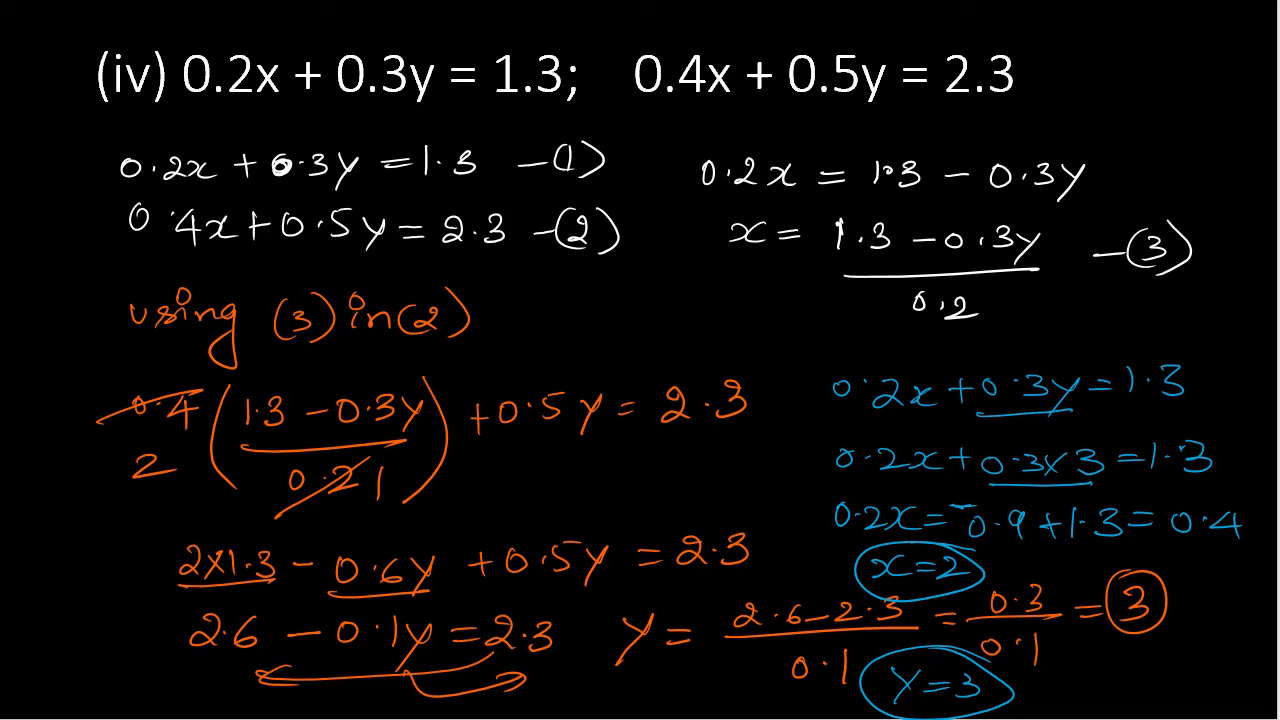 (iv) 0.2x + 0.3y = 1.3; 0.4x + 0.5y = 2.3
0.2x + 0.3y = 1.3 -(1)
0.4x + 0.5y = 2.3 -(2)
0.2x = 1.3 - 0.3y
x = 1.3 - 0.3y -(3)
0.2
using (3) in (2)
0.4 (1.3 - 0.3y) + 0.5y = 2.3
2 0.2 1
2x1.3 - 0.6y + 0.5y = 2.3
2.6 - 0.1y = 2.3
y = 2.6 - 2.3 = 0.3 = 3
0.1 0.1
0.2x + 0.3y = 1.3
0.2x + 0.3x3 = 1.3
0.2x = -0.9 + 1.3 = 0.4
x = 2
y = 3